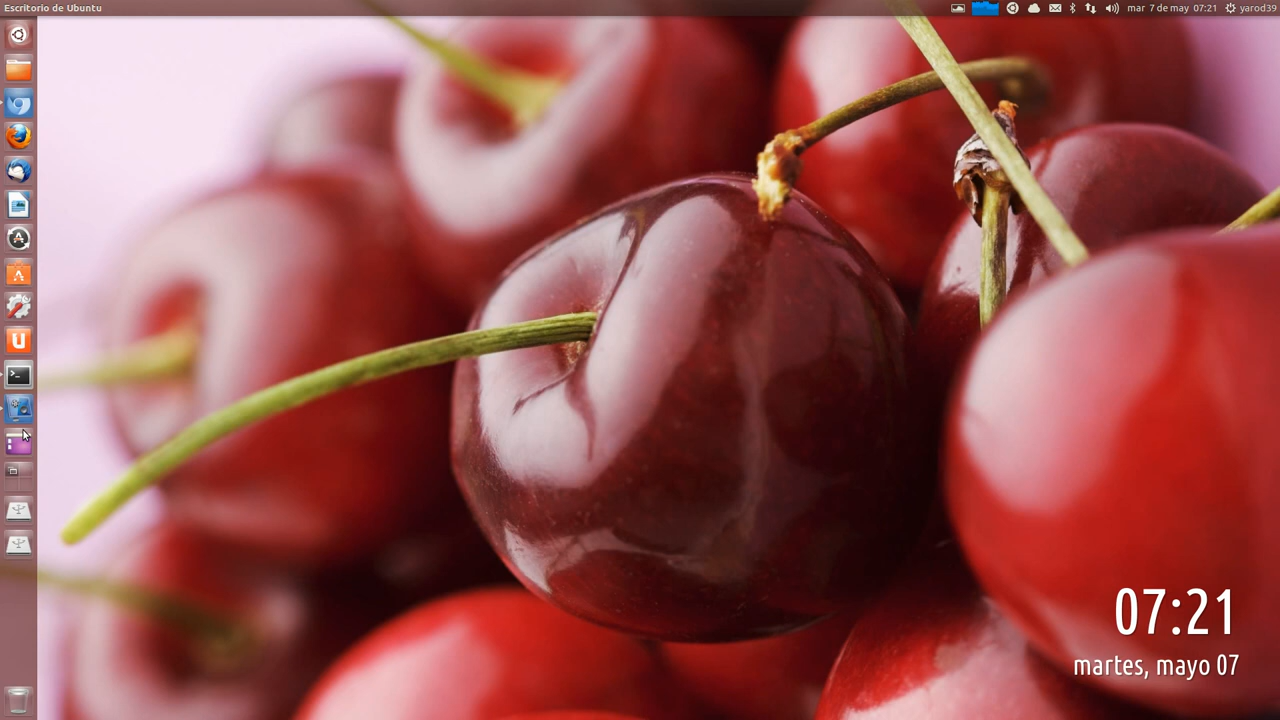 Escritorio de Ubuntu
mar 7 de may 07:21
yarod39
07:21
martes, mayo 07